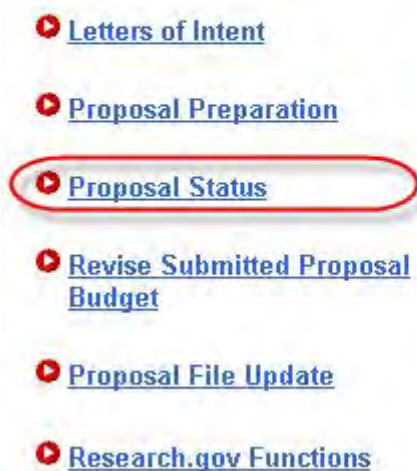 Letters of Intent
Proposal Preparation
Proposal Status
Revise Submitted Proposal
Budget
Proposal File Update
Research.gov Functions